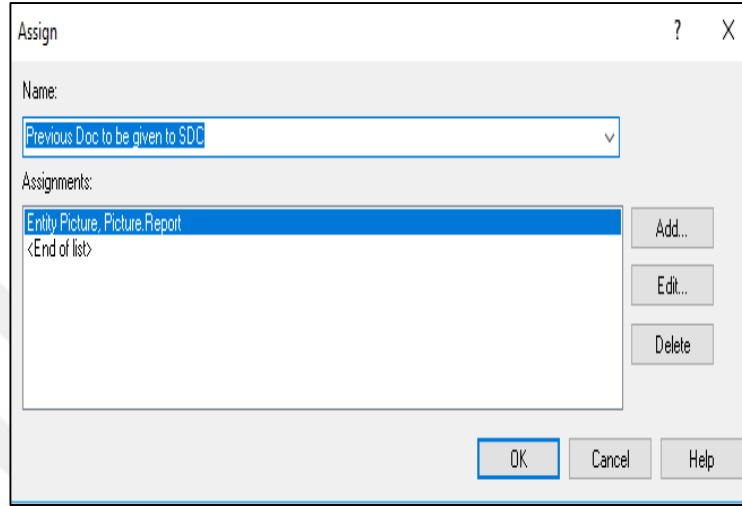 Assign ? X
Name:
Previous Doc to be given to SDC
Assignments:
Entity Picture, Picture.Report
<End of list>
Add...
Edit...
Delete
OK Cancel Help